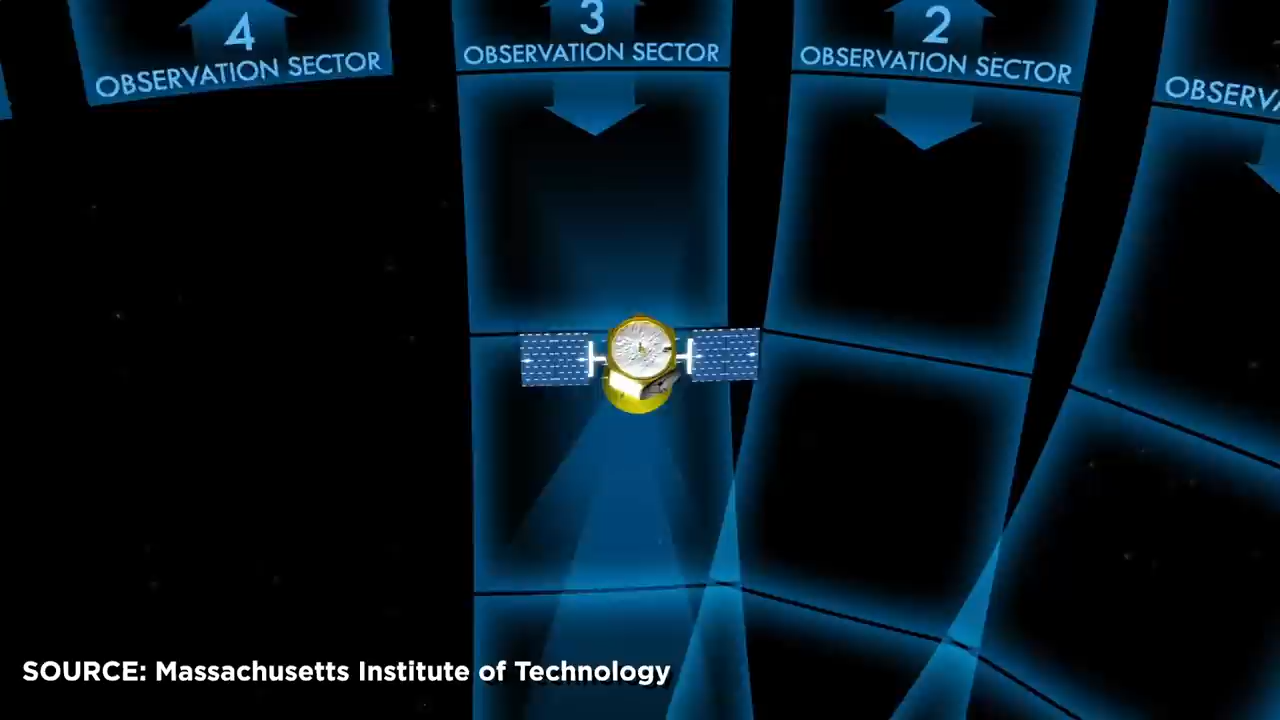 4
OBSERVATION SECTOR
3
OBSERVATION SECTOR
2
OBSERVATION SECTOR
SOURCE: Massachusetts Institute of Technology